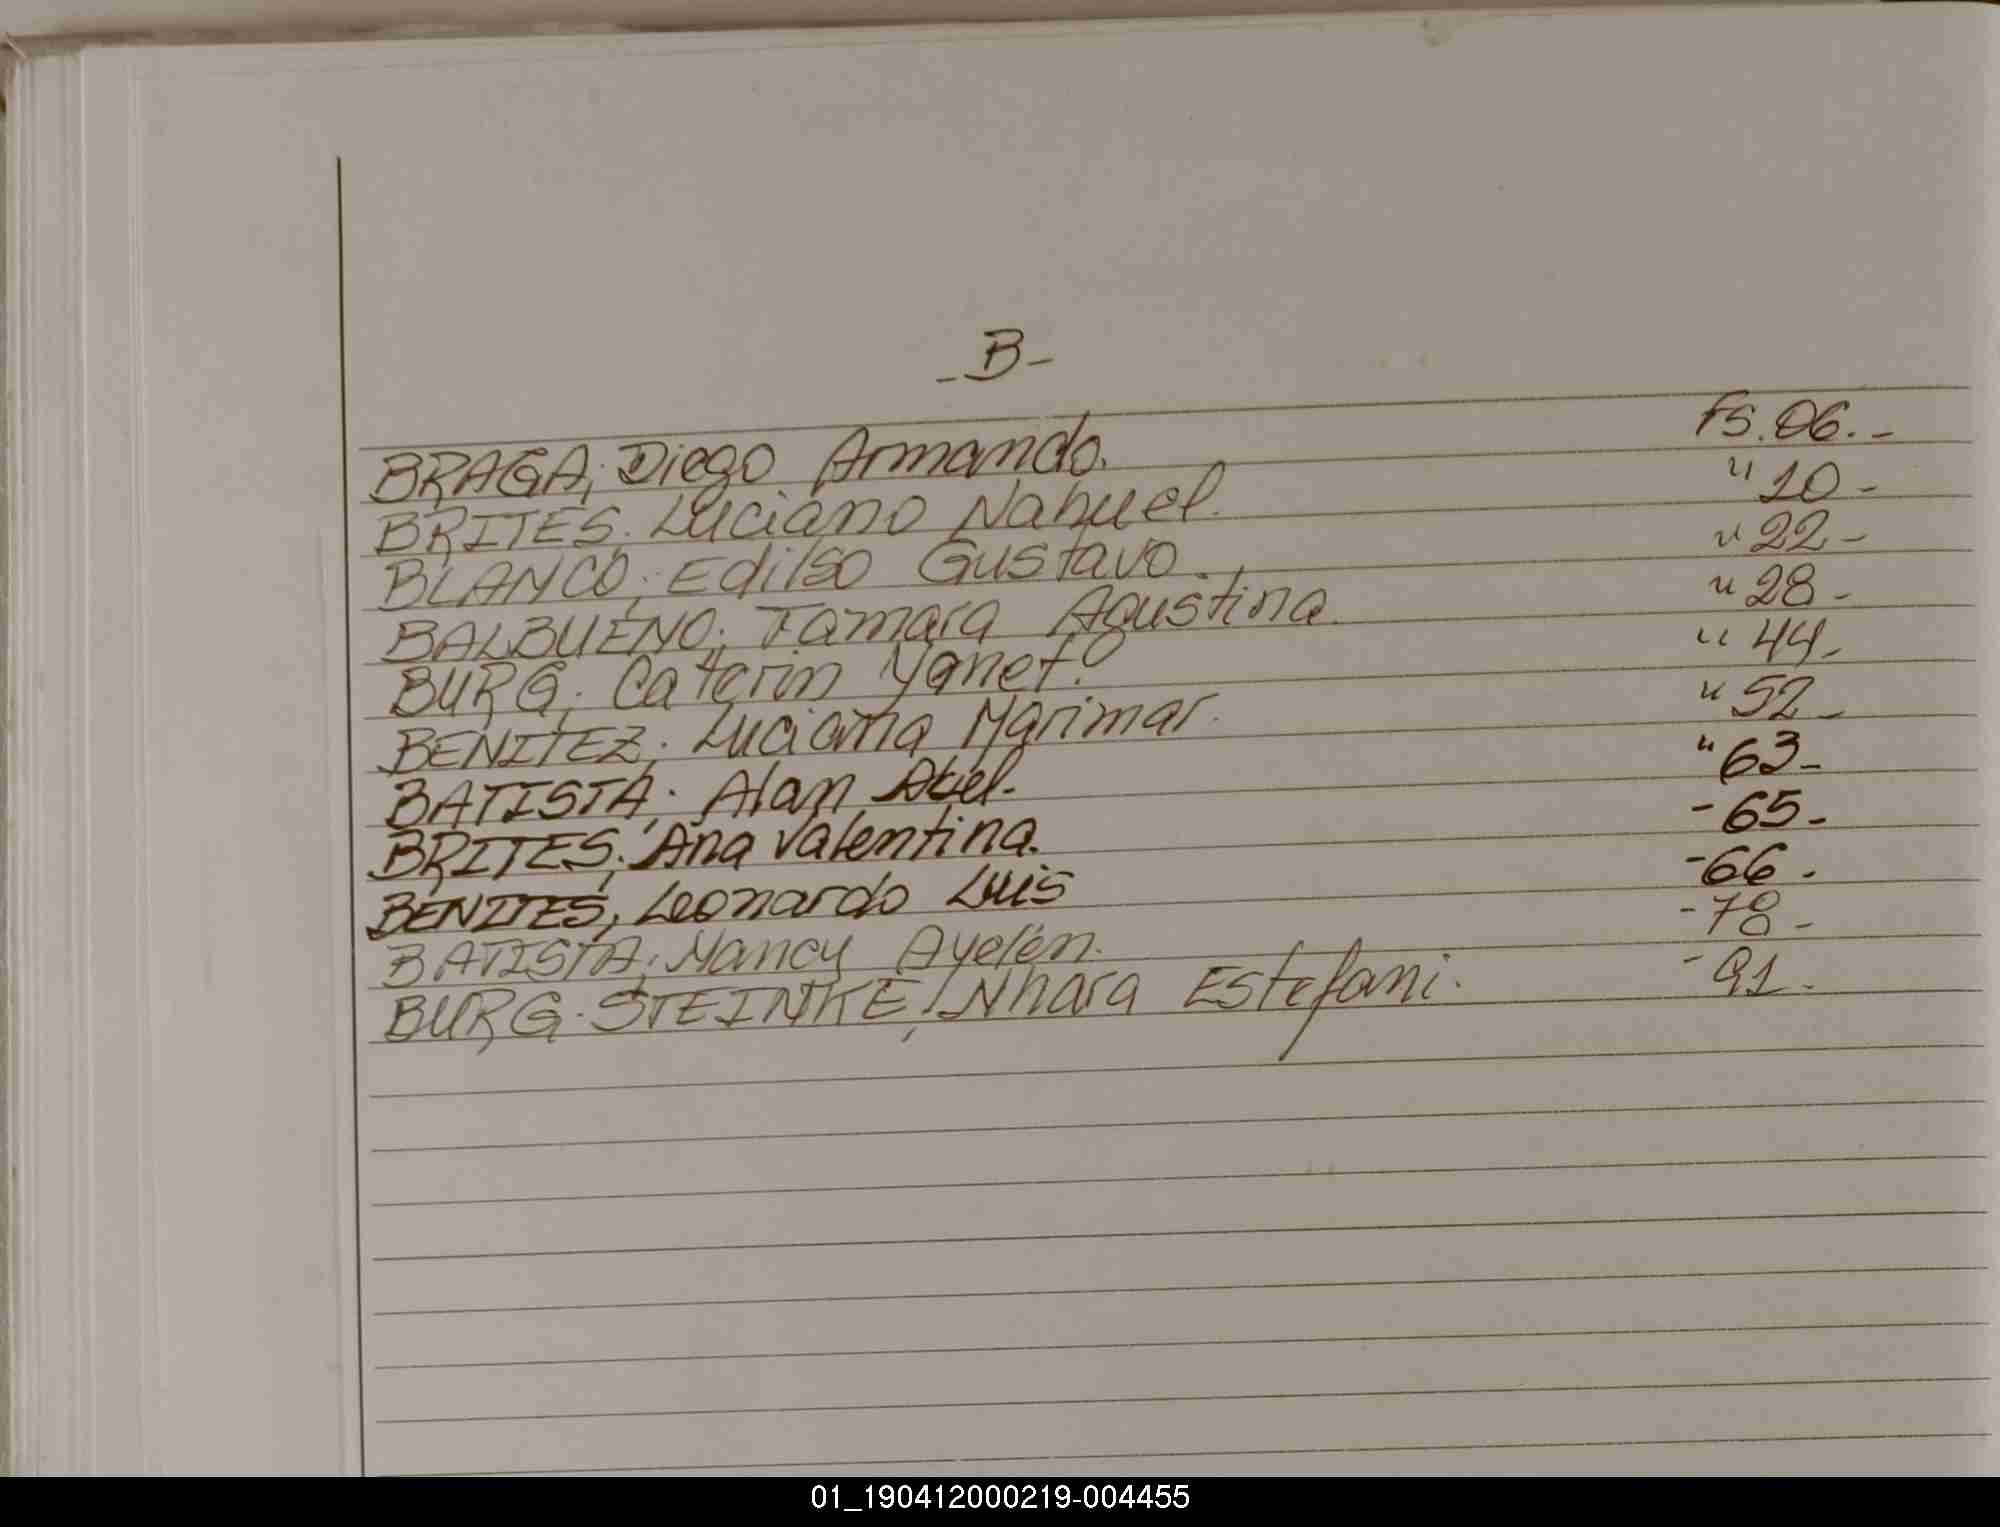 -B-
BRAGA; Diego Armando. Fs. 06.-
BRITES; Luciano Nahuel. " 10-
BLANCO; Edilso Gustavo. " 22-
BALBUENO; Tamara Agustina. " 28-
BURG; Caterin Yanet. " 44-
BENITEZ; Luciana Marimar. " 52-
BATISTA; Alan Abel- " 63-
BRITES; Ana Valentina. -65-
BENITES, Leonardo Luis -66.
BATISTA; Nancy Ayelén. -78-
BURG-STEINKE; Nhara Estefani. -91.
01_190412000219-004455